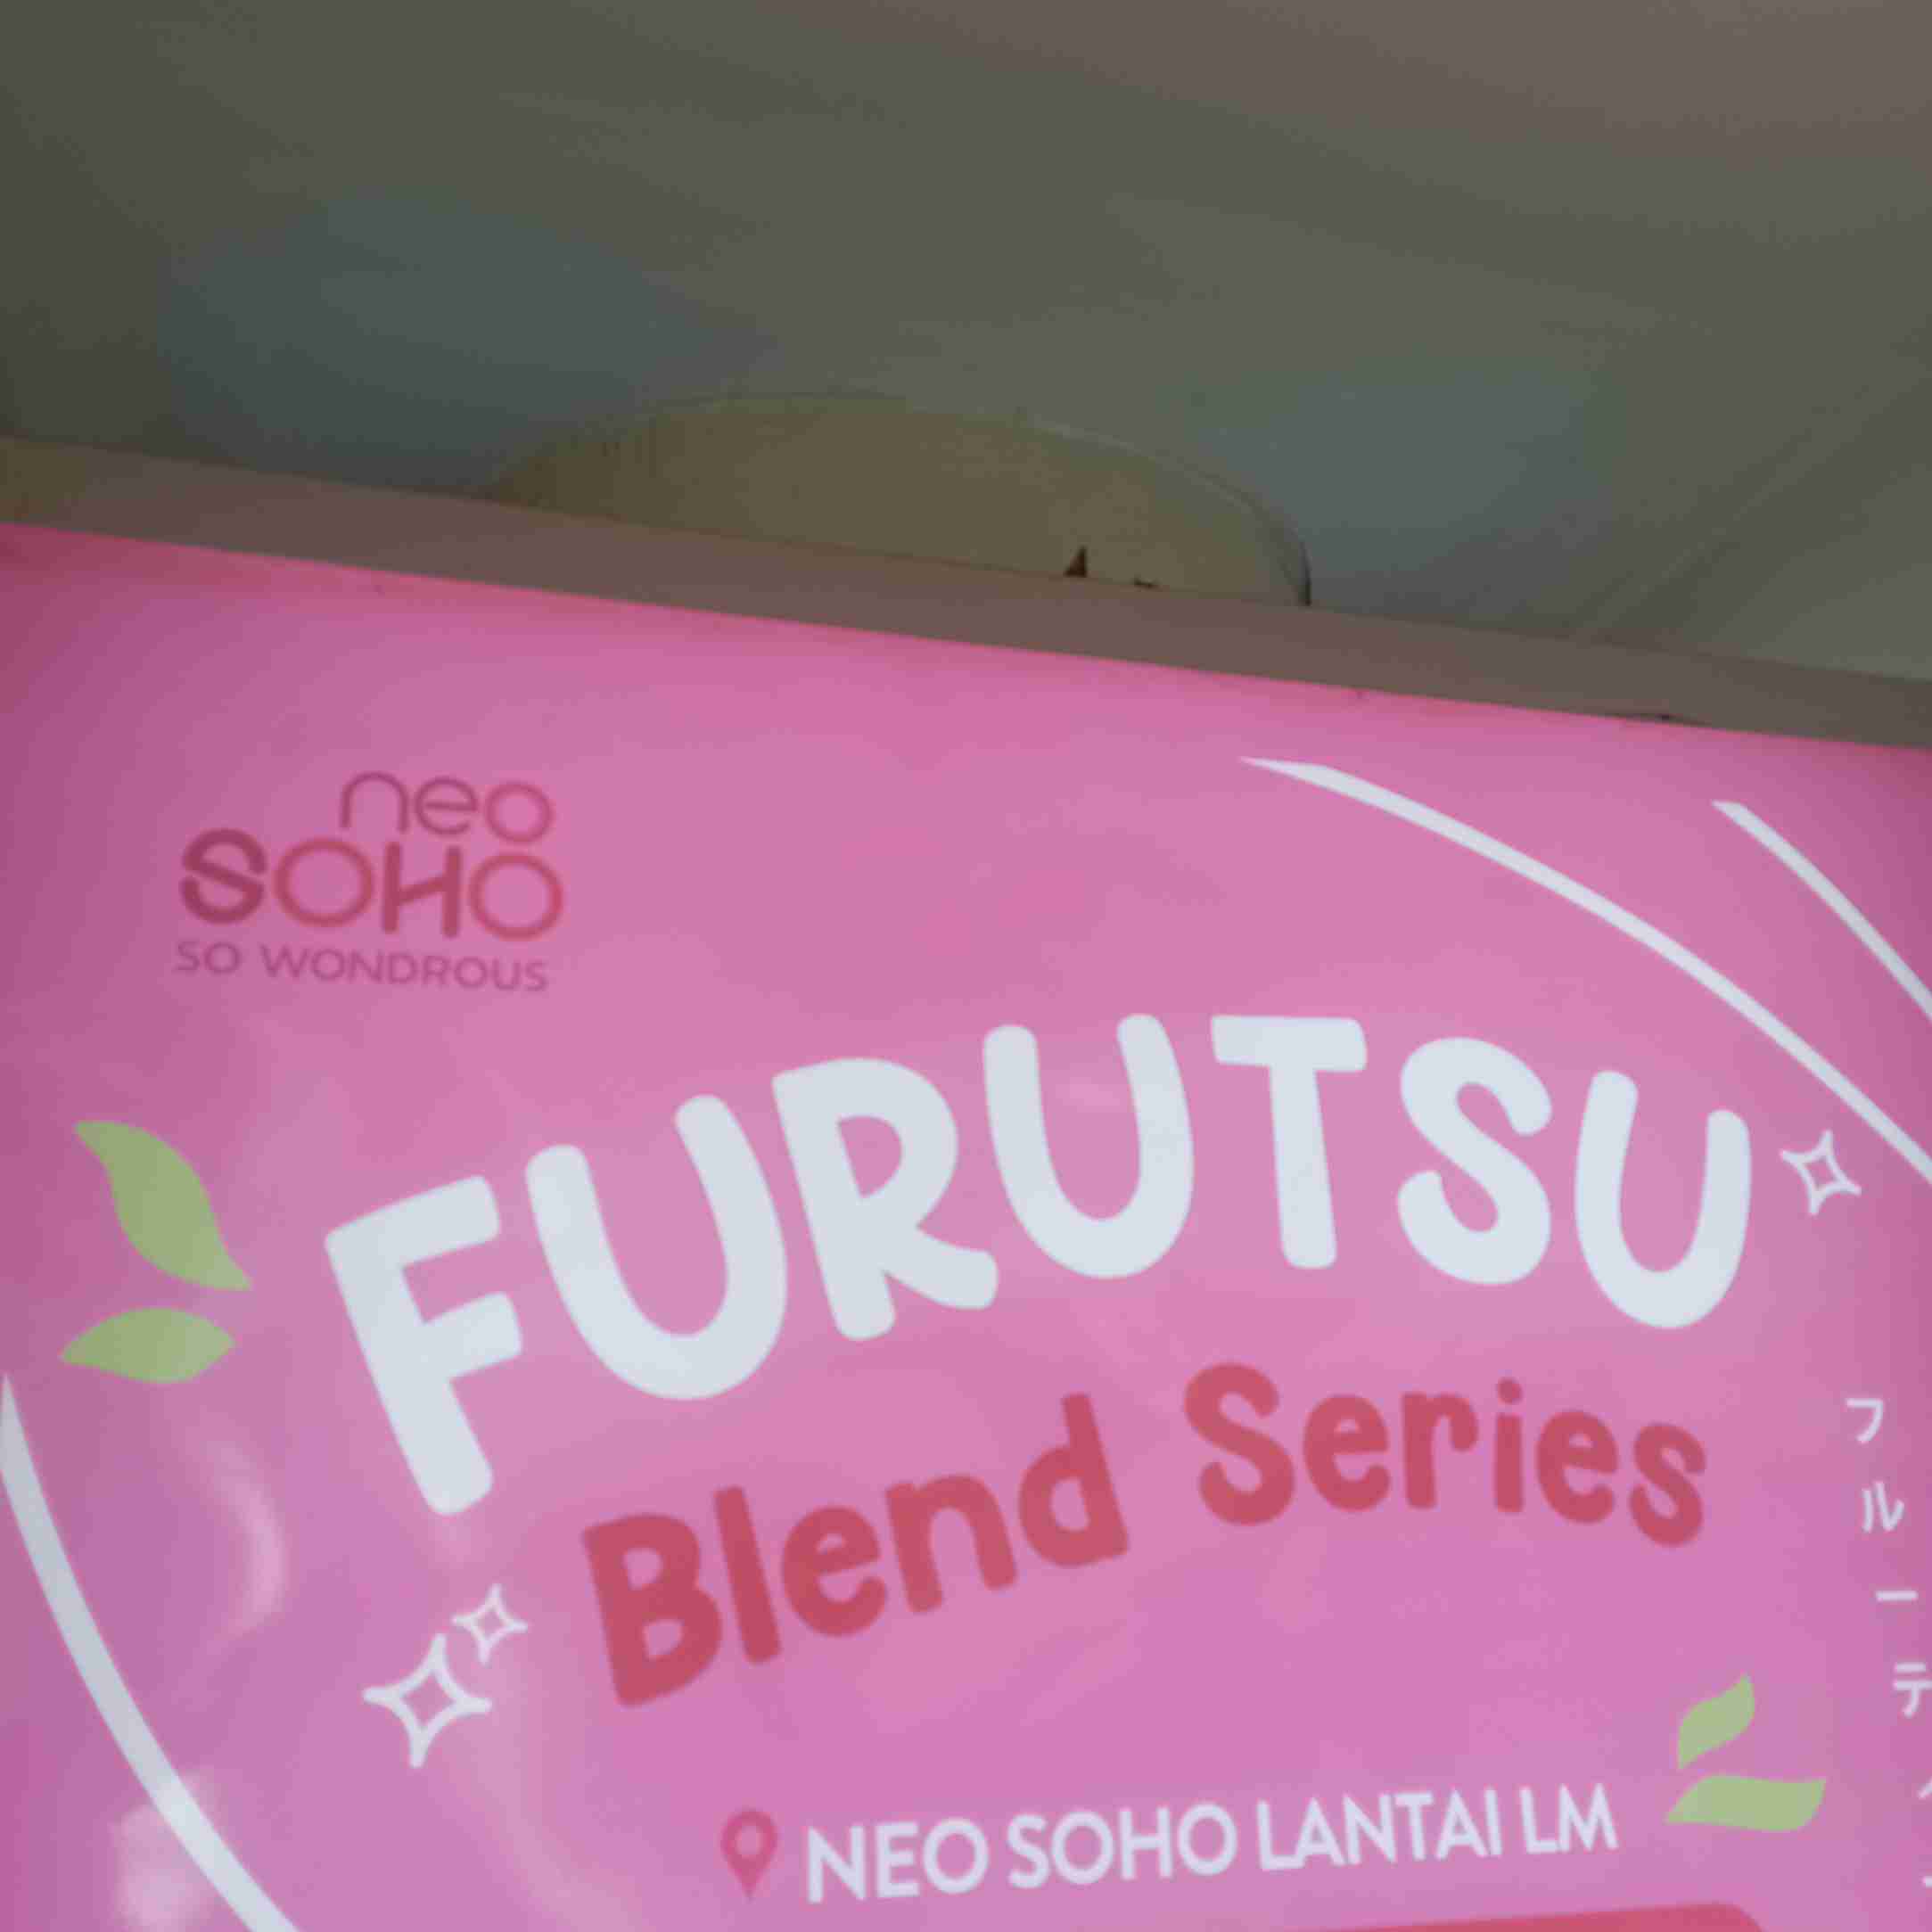 neo
SOHO
SO WONDROUS
FURUTSU
Blend Series
NEO SOHO LANTAI LM
フルーテ